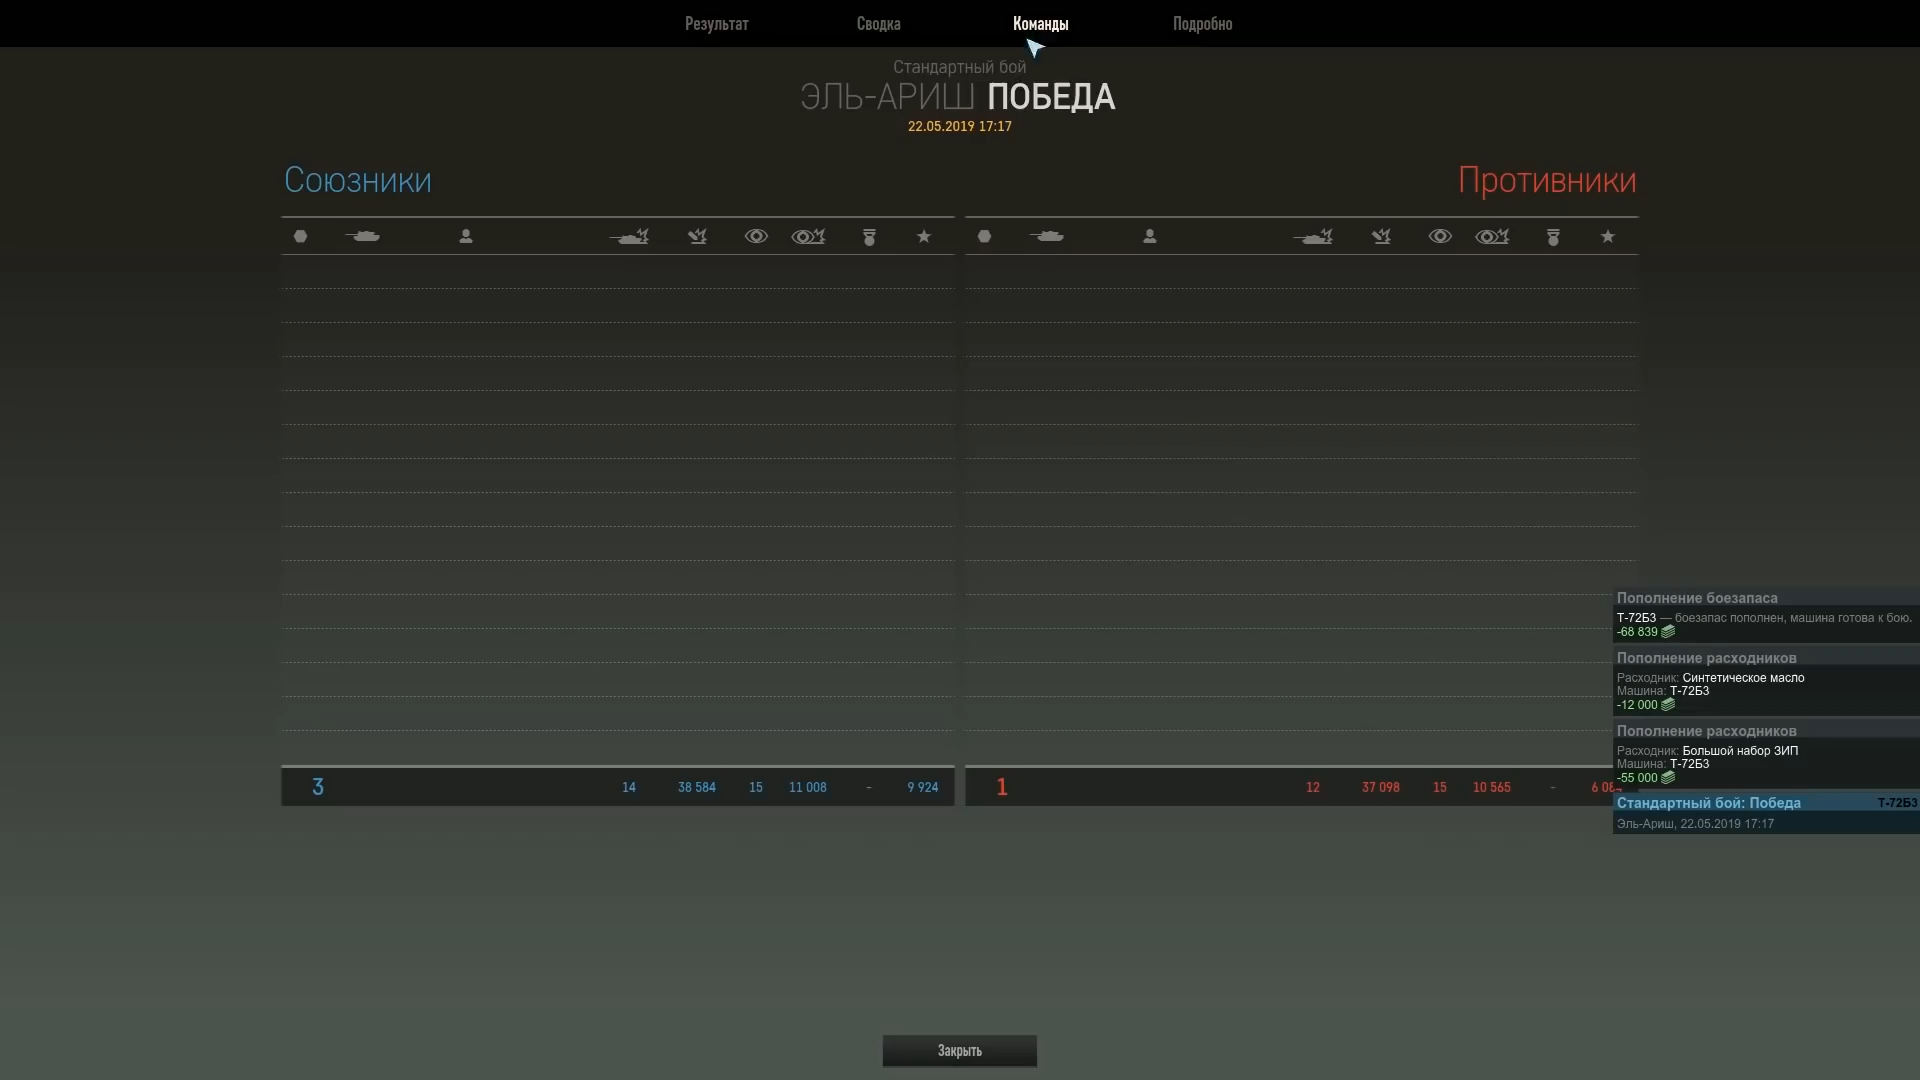 Результат Сводка Команды Подробно
Стандартный бой
ЭЛЬ-АРИШ ПОБЕДА
22.05.2019 17:17
Союзники
Противники
3 14 38 584 15 11 008 - 9 924
1 12 37 098 15 10 565 -
Пополнение боезапаса
Т-72Б3 — боезапас пополнен, машина готова к бою.
-68 839
Пополнение расходников
Расходник: Синтетическое масло
Машина: Т-72Б3
-12 000
Пополнение расходников
Расходник: Большой набор ЗИП
Машина: Т-72Б3
-55 000
Стандартный бой: Победа Т-72Б3
Эль-Ариш, 22.05.2019 17:17
Закрыть